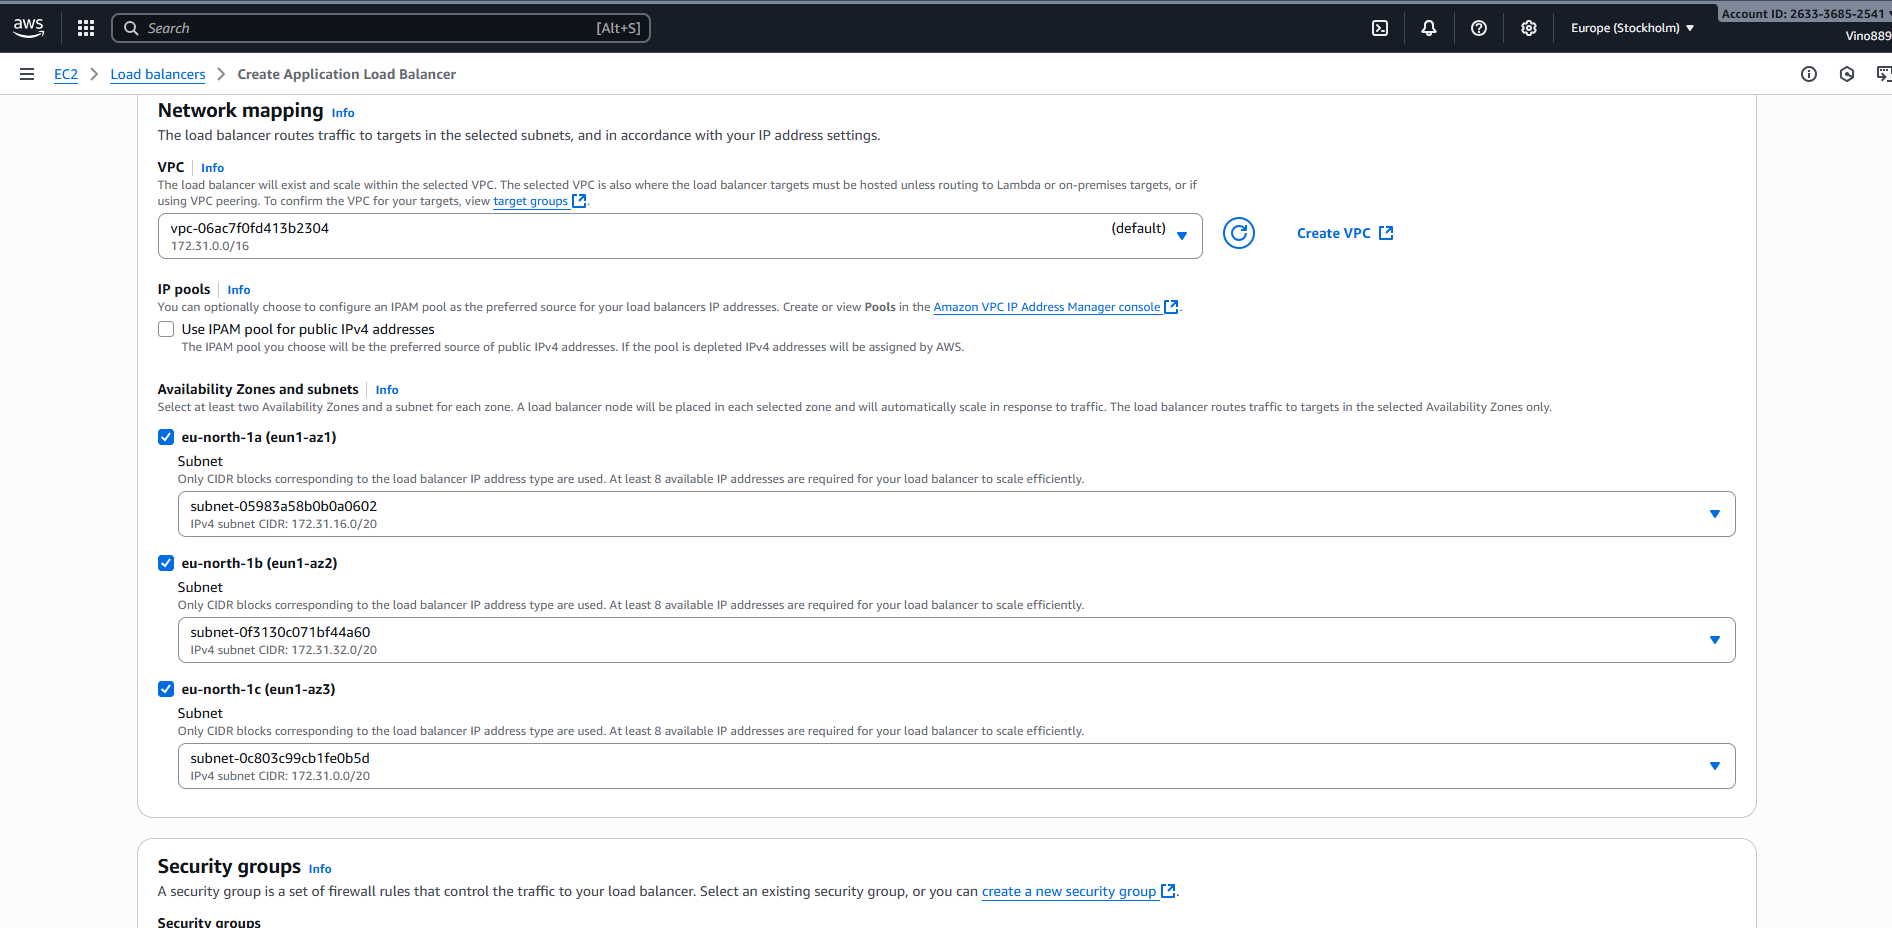 aws
Search
[Alt+S]
Europe (Stockholm)
Account ID: 2633-3685-2541
Vino889
EC2
Load balancers
Create Application Load Balancer
Network mapping Info
The load balancer routes traffic to targets in the selected subnets, and in accordance with your IP address settings.
VPC Info
The load balancer will exist and scale within the selected VPC. The selected VPC is also where the load balancer targets must be hosted unless routing to Lambda or on-premises targets, or if
using VPC peering. To confirm the VPC for your targets, view target groups.
vpc-06ac7f0fd413b2304 (default)
172.31.0.0/16
Create VPC
IP pools Info
You can optionally choose to configure an IPAM pool as the preferred source for your load balancers IP addresses. Create or view Pools in the Amazon VPC IP Address Manager console.
Use IPAM pool for public IPv4 addresses
The IPAM pool you choose will be the preferred source of public IPv4 addresses. If the pool is depleted IPv4 addresses will be assigned by AWS.
Availability Zones and subnets Info
Select at least two Availability Zones and a subnet for each zone. A load balancer node will be placed in each selected zone and will automatically scale in response to traffic. The load balancer routes traffic to targets in the selected Availability Zones only.
eu-north-1a (eun1-az1)
Subnet
Only CIDR blocks corresponding to the load balancer IP address type are used. At least 8 available IP addresses are required for your load balancer to scale efficiently.
subnet-05983a58b0b0a0602
IPv4 subnet CIDR: 172.31.16.0/20
eu-north-1b (eun1-az2)
Subnet
Only CIDR blocks corresponding to the load balancer IP address type are used. At least 8 available IP addresses are required for your load balancer to scale efficiently.
subnet-0f3130c071bf44a60
IPv4 subnet CIDR: 172.31.32.0/20
eu-north-1c (eun1-az3)
Subnet
Only CIDR blocks corresponding to the load balancer IP address type are used. At least 8 available IP addresses are required for your load balancer to scale efficiently.
subnet-0c803c99cb1fe0b5d
IPv4 subnet CIDR: 172.31.0.0/20
Security groups Info
A security group is a set of firewall rules that control the traffic to your load balancer. Select an existing security group, or you can create a new security group.
Security groups